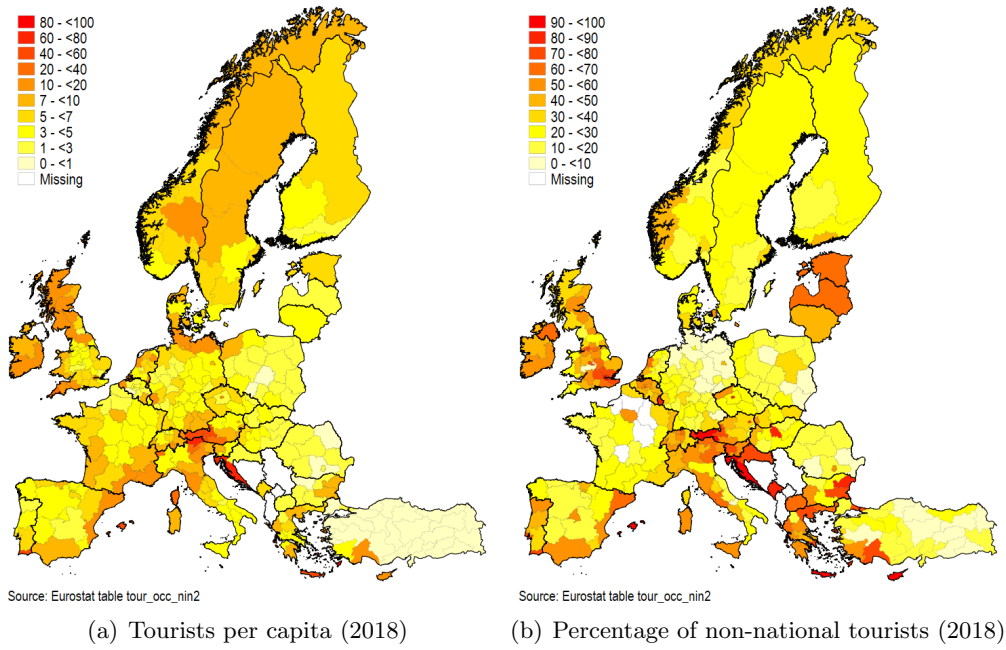 80 - <100
60 - <80
40 - <60
20 - <40
10 - <20
7 - <10
5 - <7
3 - <5
1 - <3
0 - <1
Missing
Source: Eurostat table tour_occ_nin2
(a) Tourists per capita (2018)
90 - <100
80 - <90
70 - <80
60 - <70
50 - <60
40 - <50
30 - <40
20 - <30
10 - <20
0 - <10
Missing
Source: Eurostat table tour_occ_nin2
(b) Percentage of non-national tourists (2018)